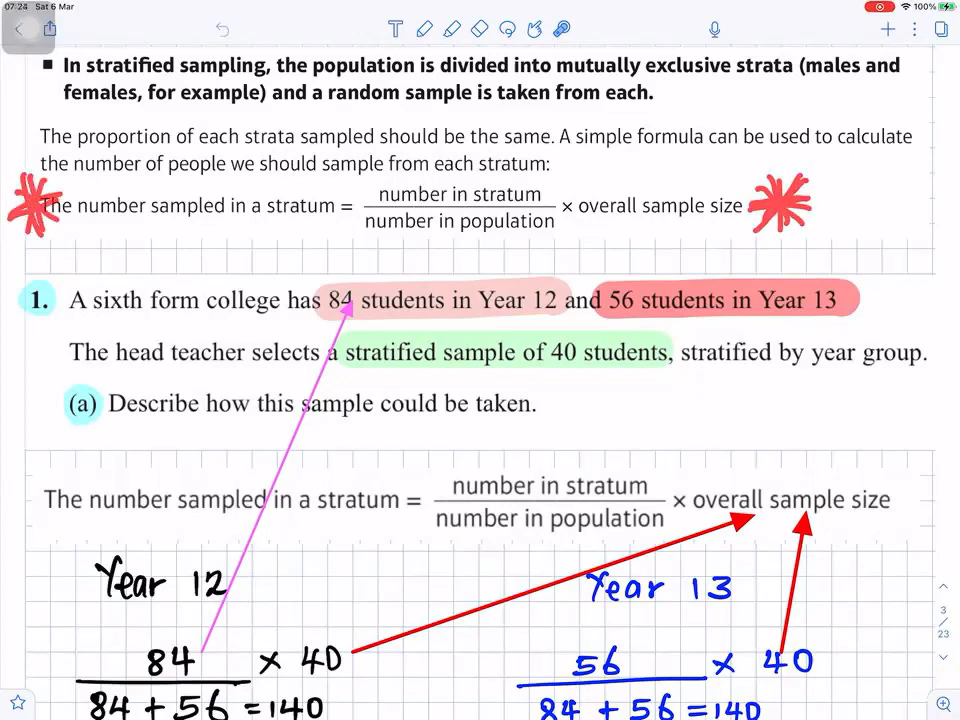 07:24 Sat 6 Mar
100%
■ In stratified sampling, the population is divided into mutually exclusive strata (males and
females, for example) and a random sample is taken from each.
The proportion of each strata sampled should be the same. A simple formula can be used to calculate
the number of people we should sample from each stratum:
The number sampled in a stratum = number in stratum / number in population × overall sample size
1. A sixth form college has 84 students in Year 12 and 56 students in Year 13
The head teacher selects a stratified sample of 40 students, stratified by year group.
(a) Describe how this sample could be taken.
The number sampled in a stratum = number in stratum / number in population × overall sample size
Year 12
84 × 40
84 + 56 = 140
Year 13
56 × 40
84 + 56 = 140
3
/
23